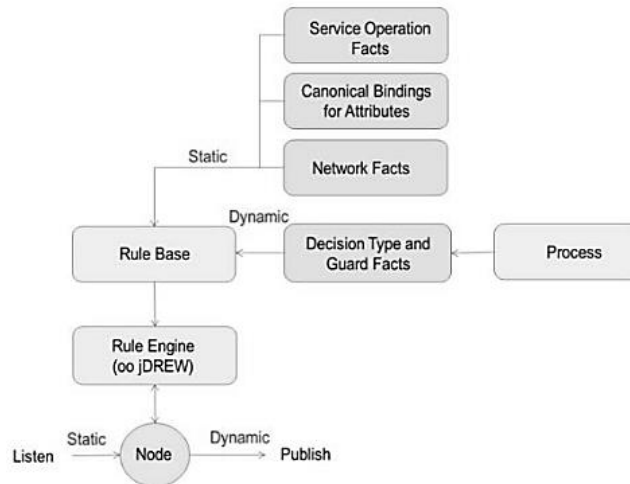 Service Operation
Facts
Canonical Bindings
for Attributes
Static
Network Facts
Dynamic
Rule Base
Decision Type and
Guard Facts
Process
Rule Engine
(oo jDREW)
Listen
Static
Node
Dynamic
Publish